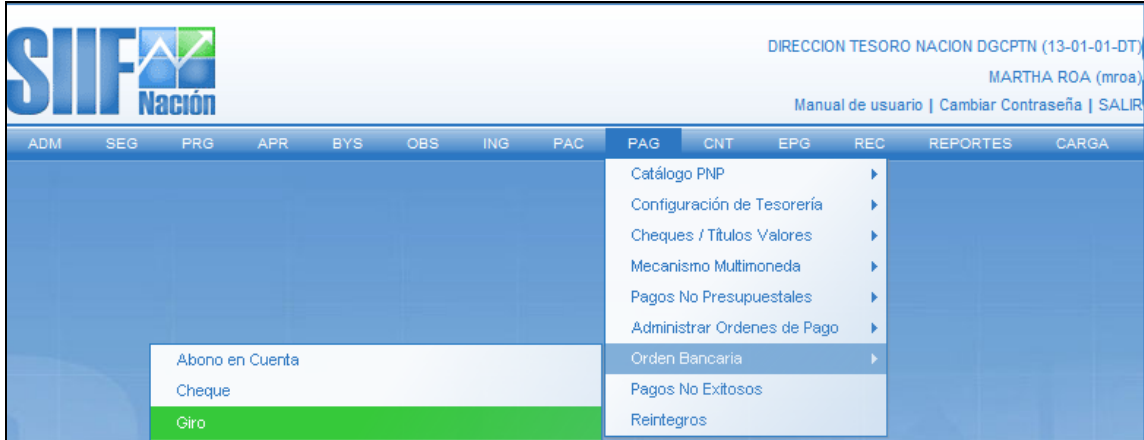 SIIF
Nación
DIRECCION TESORO NACION DGCPTN (13-01-01-DT)
MARTHA ROA (mroa)
Manual de usuario | Cambiar Contraseña | SALIR
ADM SEG PRG APR BYS OBS ING PAC PAG CNT EPG REC REPORTES CARGA
Catálogo PNP
Configuración de Tesorería
Cheques / Títulos Valores
Mecanismo Multimoneda
Pagos No Presupuestales
Administrar Ordenes de Pago
Orden Bancaria
Pagos No Exitosos
Reintegros
Abono en Cuenta
Cheque
Giro